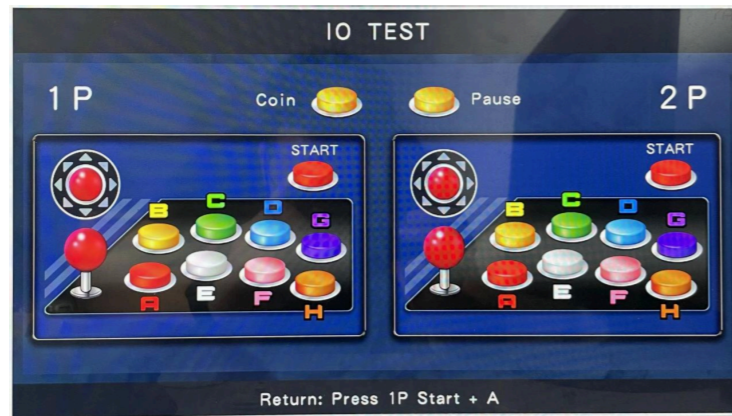 IO TEST
1P
Coin
Pause
2P
START
B
C
D
G
A
E
F
H
START
B
C
D
G
A
E
F
H
Return: Press 1P Start + A